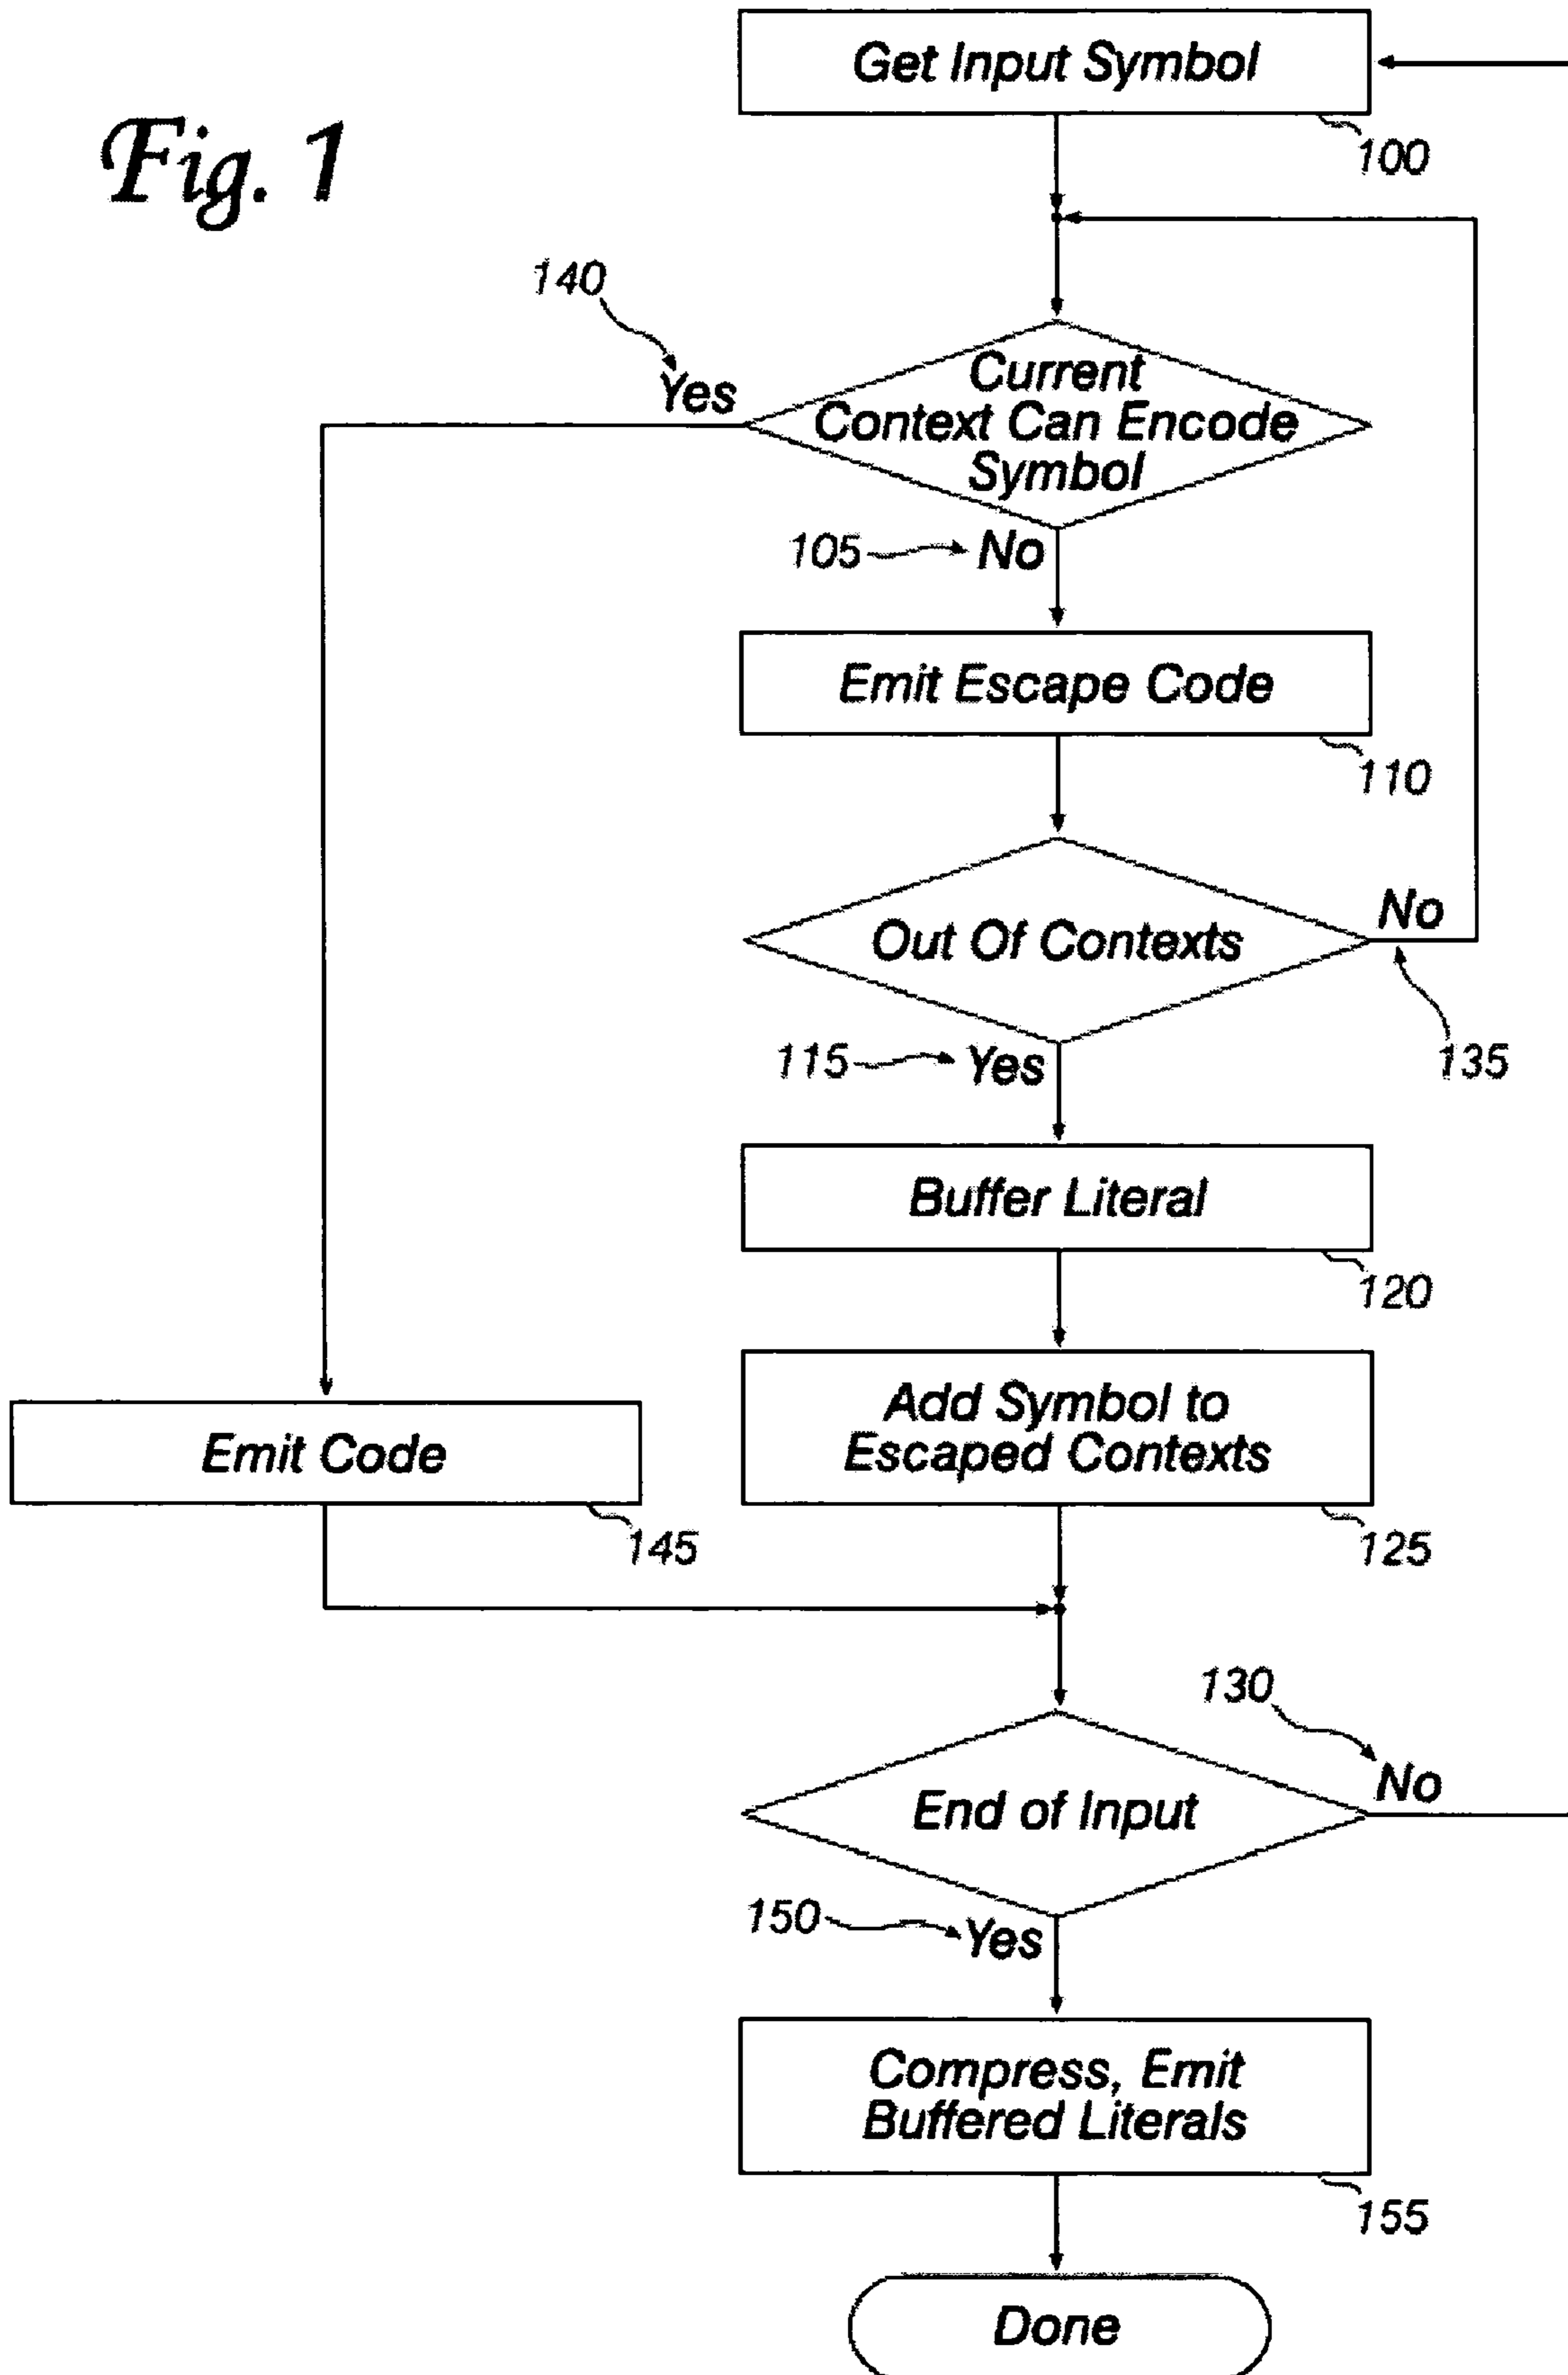 Fig. 1
Get Input Symbol
100
140
Yes
Current
Context Can Encode
Symbol
105
No
Emit Escape Code
110
Out Of Contexts
No
115
Yes
135
Buffer Literal
120
Add Symbol to
Escaped Contexts
125
Emit Code
145
130
No
End of Input
150
Yes
Compress, Emit
Buffered Literals
155
Done